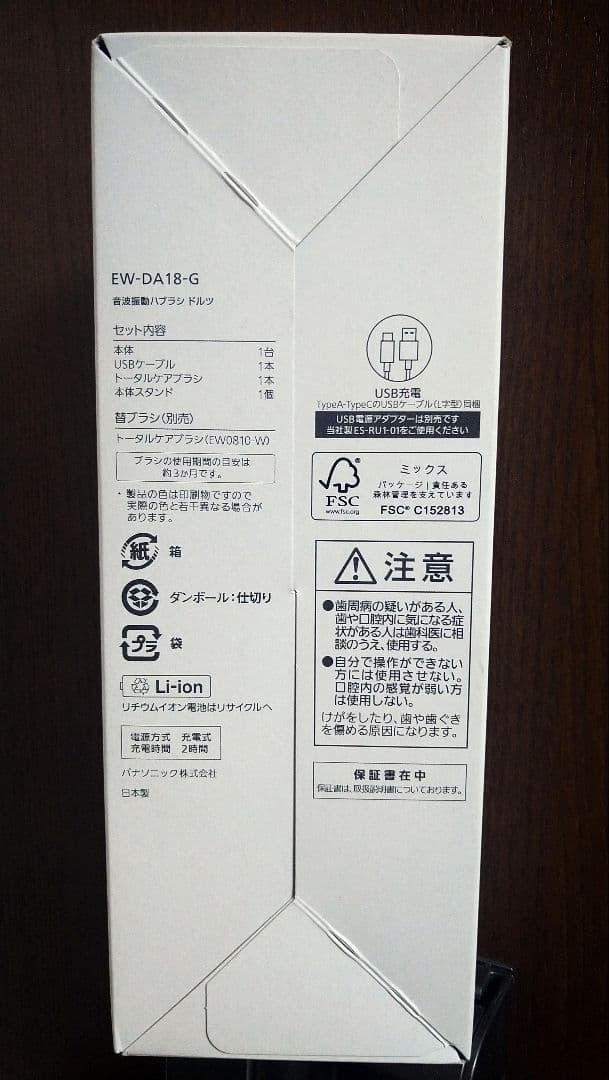 EW-DA18-G
音波振動ハブラシ ドルツ
セット内容
本体 1台
USBケーブル 1本
トータルケアブラシ 1本
本体スタンド 1個
替ブラシ(別売)
トータルケアブラシ(EW0810-W)
ブラシの使用期間の目安は
約3か月です。
・製品の色は印刷物ですので
実際の色と若干異なる場合が
あります。
紙 箱
ダンボール:仕切り
プラ 袋
Li-ion
リチウムイオン電池はリサイクルへ
電源方式 充電式
充電時間 2時間
パナソニック株式会社
日本製
USB充電
TypeA-TypeCのUSBケーブル(L字型)同梱
USB電源アダプターは別売です
当社製ES-RU1-01をご使用ください
FSC
www.fsc.org
ミックス
パッケージ|責任ある
森林管理を支えています
FSC® C152813
注意
●歯周病の疑いがある人、
歯や口腔内に気になる症
状がある人は歯科医に相
談のうえ、使用する。
●自分で操作ができない
方には使用させない。
口腔内の感覚が弱い方
は使用しない。
けがをしたり、歯や歯ぐき
を傷める原因になります。
保証書在中
保証書は、取扱説明書についております。